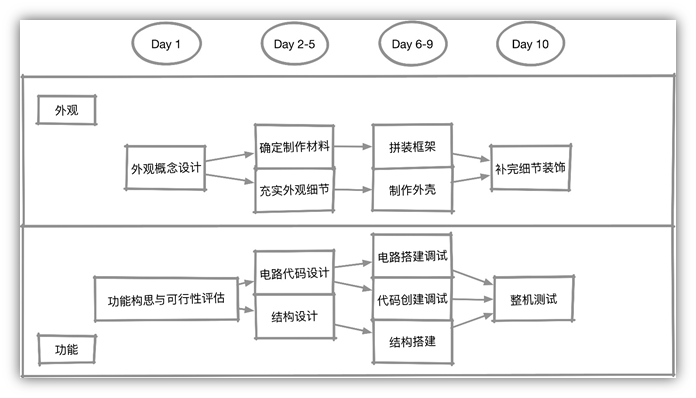 Day 1
Day 2-5
Day 6-9
Day 10
外观
外观概念设计
确定制作材料
充实外观细节
拼装框架
制作外壳
补完细节装饰
功能构思与可行性评估
电路代码设计
结构设计
电路搭建调试
代码创建调试
结构搭建
整机测试
功能